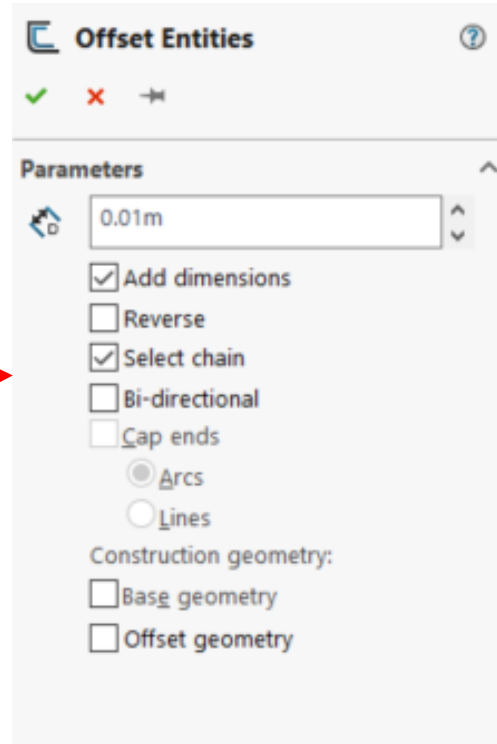 Offset Entities
Parameters
0.01m
Add dimensions
Reverse
Select chain
Bi-directional
Cap ends
Arcs
Lines
Construction geometry:
Base geometry
Offset geometry